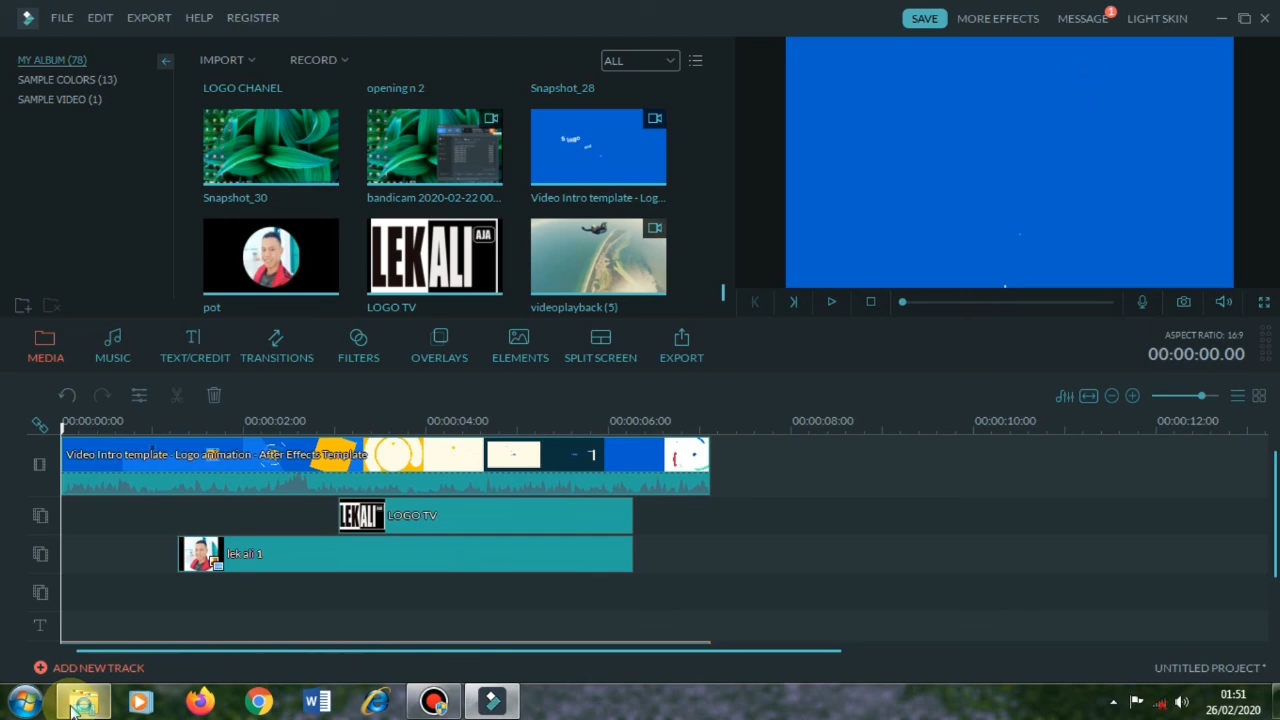 FILE EDIT EXPORT HELP REGISTER SAVE MORE EFFECTS MESSAGE 1 LIGHT SKIN
MY ALBUM (78)
SAMPLE COLORS (13)
SAMPLE VIDEO (1)
IMPORT RECORD ALL
LOGO CHANEL opening n 2 Snapshot_28
Snapshot_30 bandicam 2020-02-22 00... Video Intro template - Log...
LEKALI AJA
pot LOGO TV videoplayback (5)
MEDIA MUSIC TEXT/CREDIT TRANSITIONS FILTERS OVERLAYS ELEMENTS SPLIT SCREEN EXPORT
ASPECT RATIO: 16:9
00:00:00.00
00:00:00:00 00:00:02:00 00:00:04:00 00:00:06:00 00:00:08:00 00:00:10:00 00:00:12:00
Video Intro template - Logo animation - After Effects Template
LEKALI LOGO TV
lek ali 1
T
ADD NEW TRACK UNTITLED PROJECT *
01:51
26/02/2020